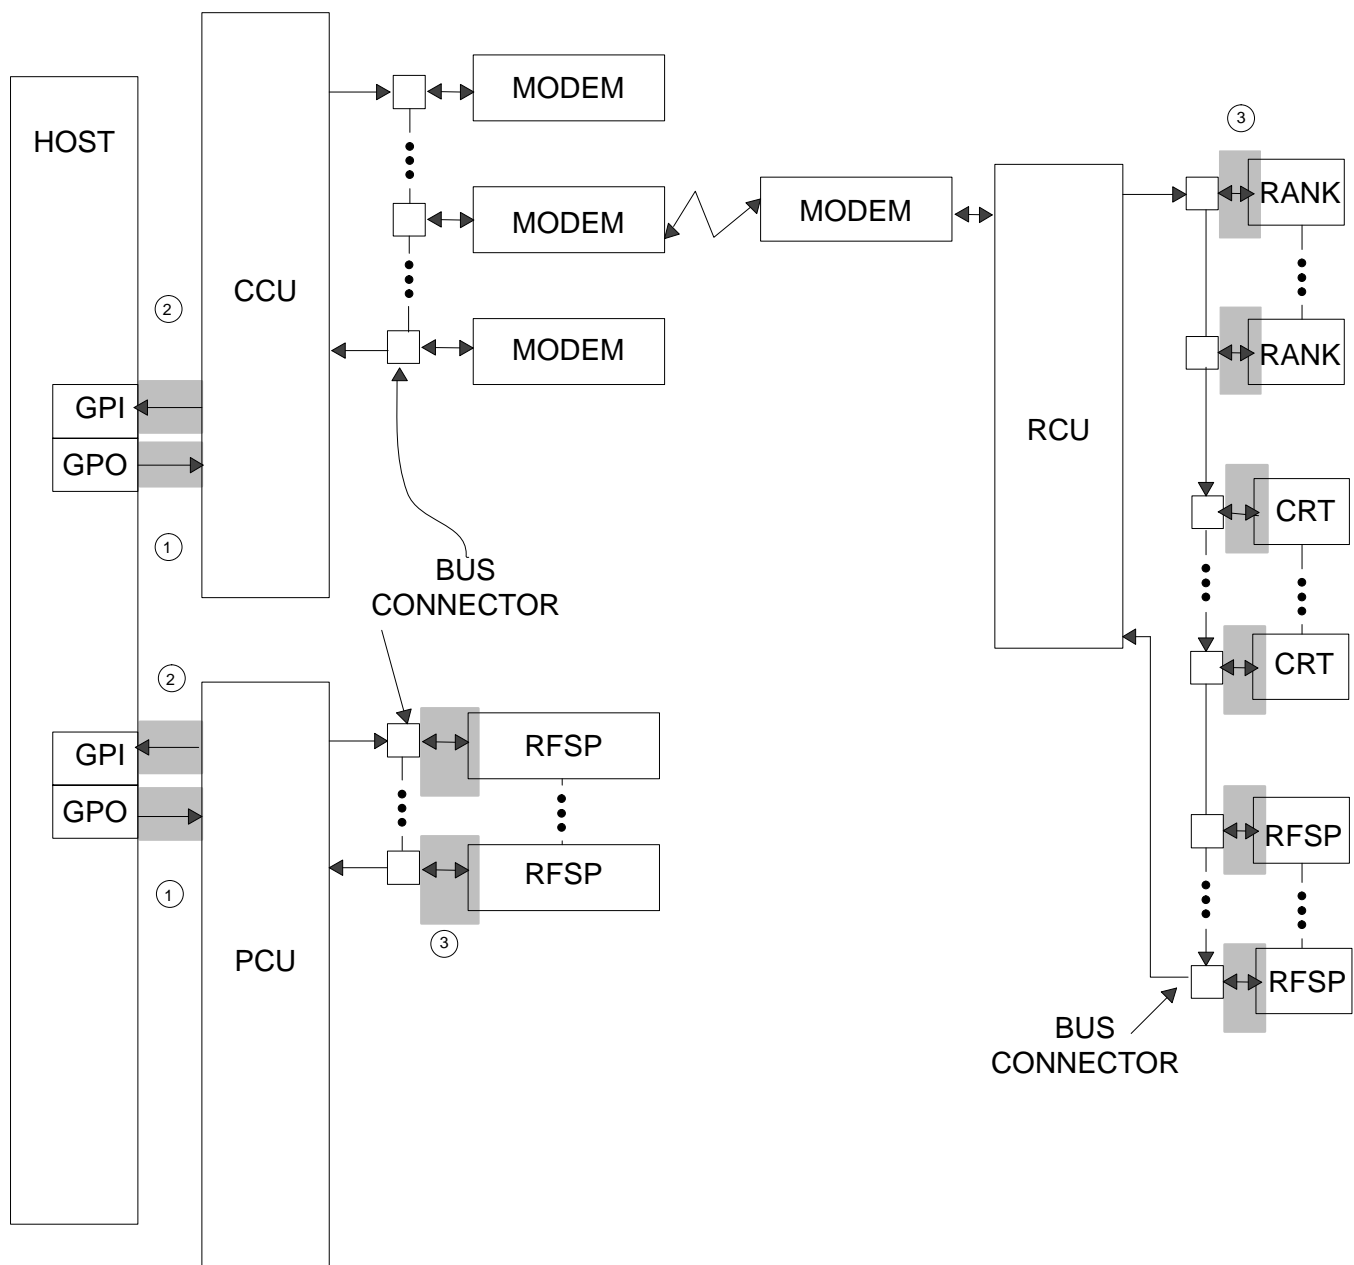 HOST
GPI
GPO
GPI
GPO
2
1
2
1
CCU
PCU
MODEM
MODEM
MODEM
BUS
CONNECTOR
RFSP
RFSP
3
MODEM
RCU
3
RANK
RANK
CRT
CRT
RFSP
RFSP
BUS
CONNECTOR